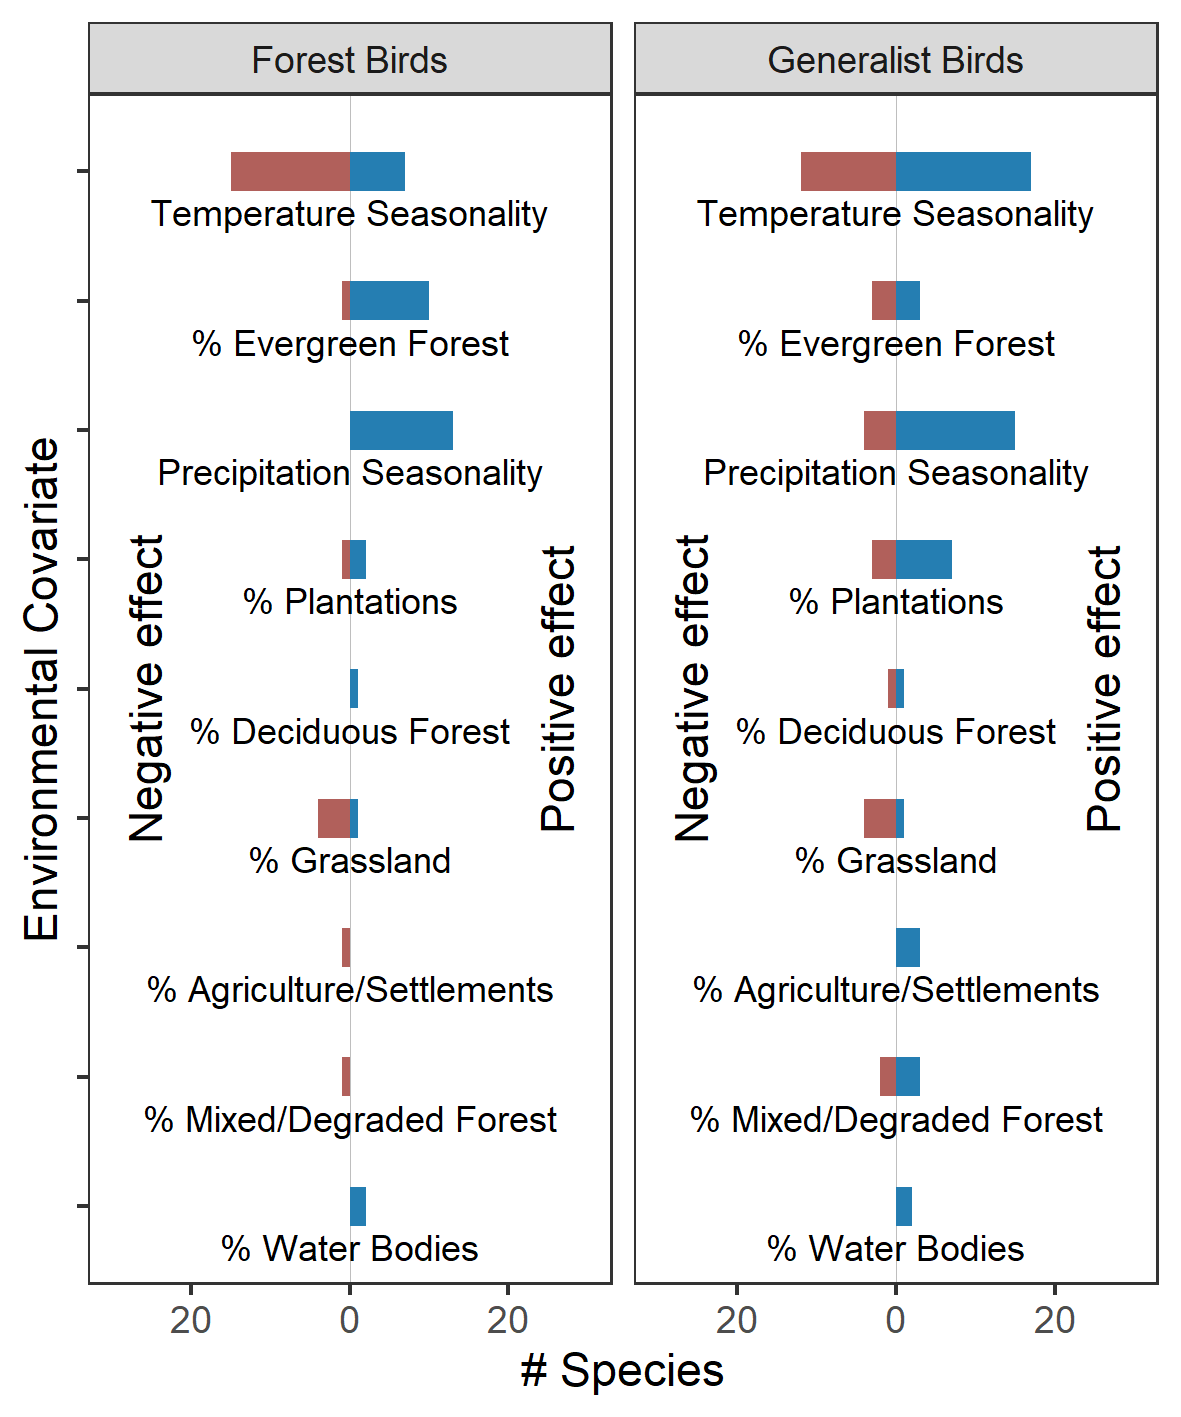 Forest Birds
Generalist Birds
Environmental Covariate
Negative effect
Positive effect
Temperature Seasonality
% Evergreen Forest
Precipitation Seasonality
% Plantations
% Deciduous Forest
% Grassland
% Agriculture/Settlements
% Mixed/Degraded Forest
% Water Bodies
20 0 20
Negative effect
Positive effect
Temperature Seasonality
% Evergreen Forest
Precipitation Seasonality
% Plantations
% Deciduous Forest
% Grassland
% Agriculture/Settlements
% Mixed/Degraded Forest
% Water Bodies
20 0 20
# Species